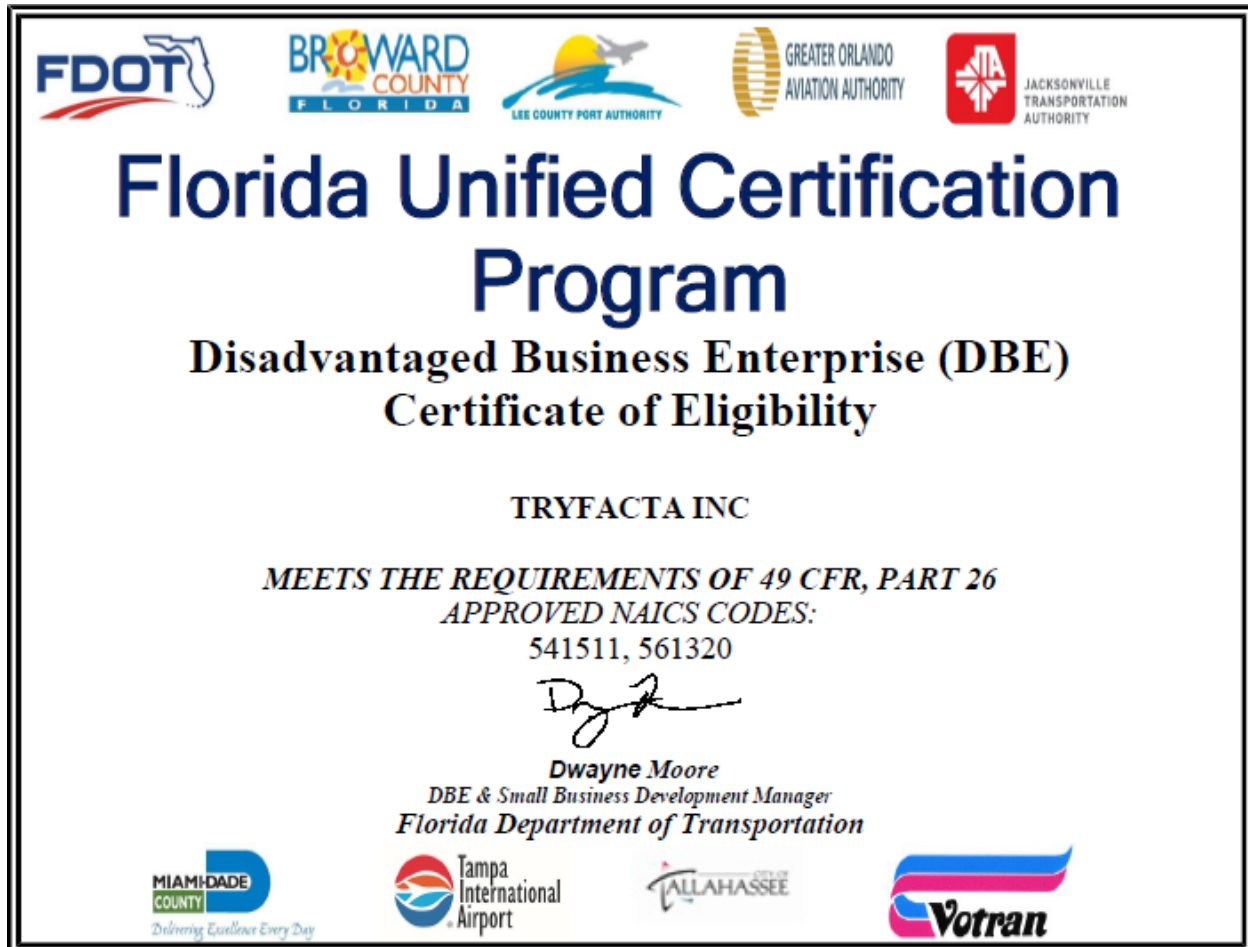 FDOT
BROWARD
COUNTY
FLORIDA
LEE COUNTY PORT AUTHORITY
GREATER ORLANDO
AVIATION AUTHORITY
JTA
JACKSONVILLE
TRANSPORTATION
AUTHORITY
Florida Unified Certification
Program
Disadvantaged Business Enterprise (DBE)
Certificate of Eligibility
TRYFACTA INC
MEETS THE REQUIREMENTS OF 49 CFR, PART 26
APPROVED NAICS CODES:
541511, 561320
Dwayne Moore
DBE & Small Business Development Manager
Florida Department of Transportation
MIAMI-DADE
COUNTY
Delivering Excellence Every Day
Tampa
International
Airport
CITY OF
TALLAHASSEE
Votran